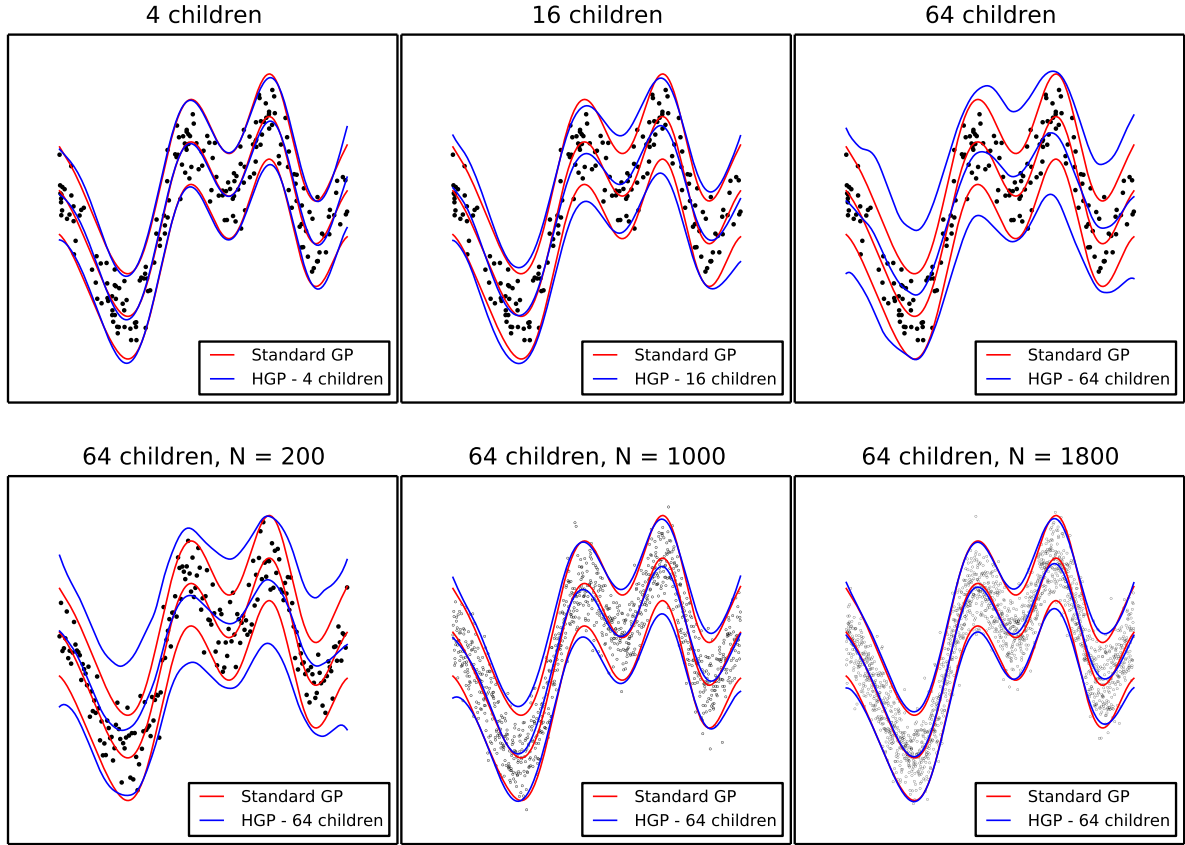 4 children
16 children
64 children
Standard GP
HGP - 4 children
Standard GP
HGP - 16 children
Standard GP
HGP - 64 children
64 children, N = 200
64 children, N = 1000
64 children, N = 1800
Standard GP
HGP - 64 children
Standard GP
HGP - 64 children
Standard GP
HGP - 64 children